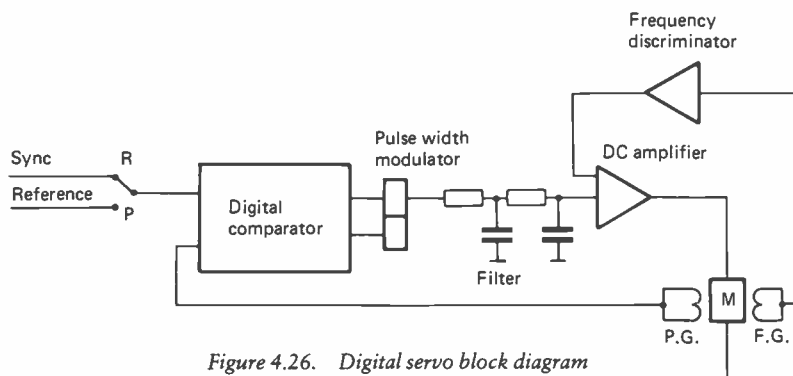 Frequency
discriminator
Pulse width
modulator
DC amplifier
Sync
R
Reference
P
Digital
comparator
Filter
M
P.G.
F.G.
Figure 4.26. Digital servo block diagram